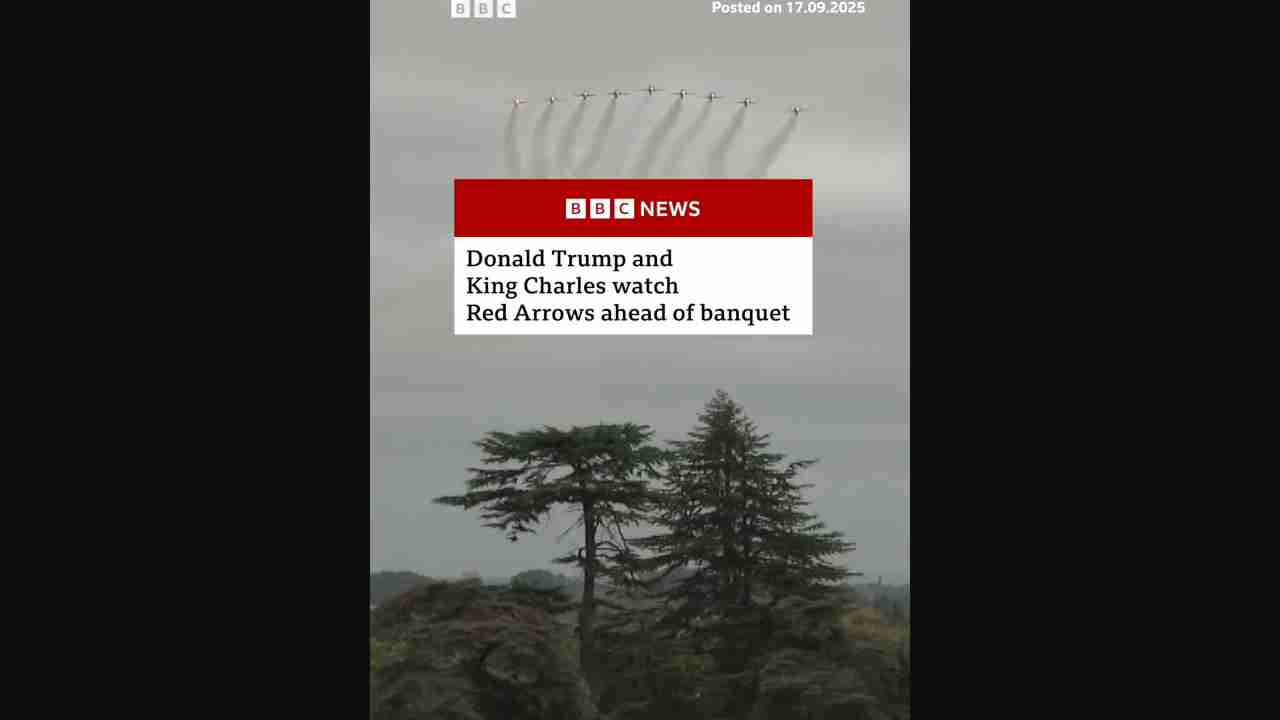 BBC
Posted on 17.09.2025
BBC NEWS
Donald Trump and
King Charles watch
Red Arrows ahead of banquet